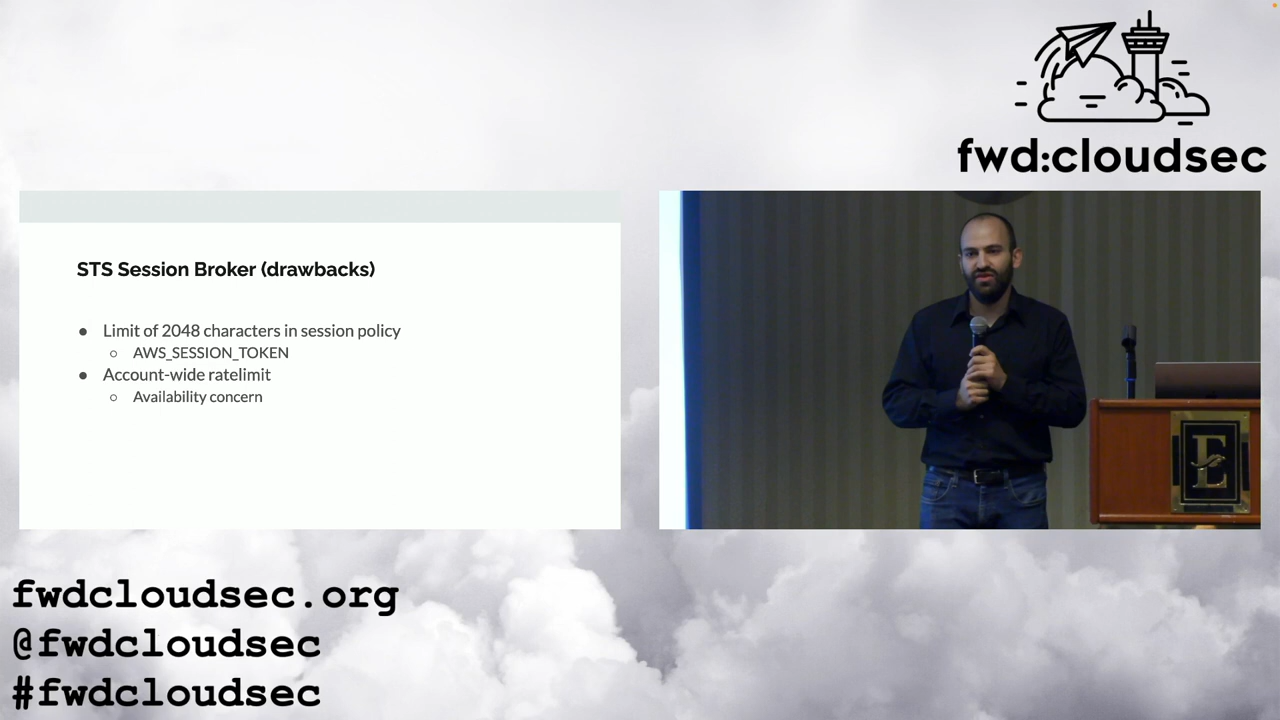 fwd:cloudsec
STS Session Broker (drawbacks)
● Limit of 2048 characters in session policy
○ AWS_SESSION_TOKEN
● Account-wide ratelimit
○ Availability concern
E
fwdcloudsec.org
@fwdcloudsec
#fwdcloudsec